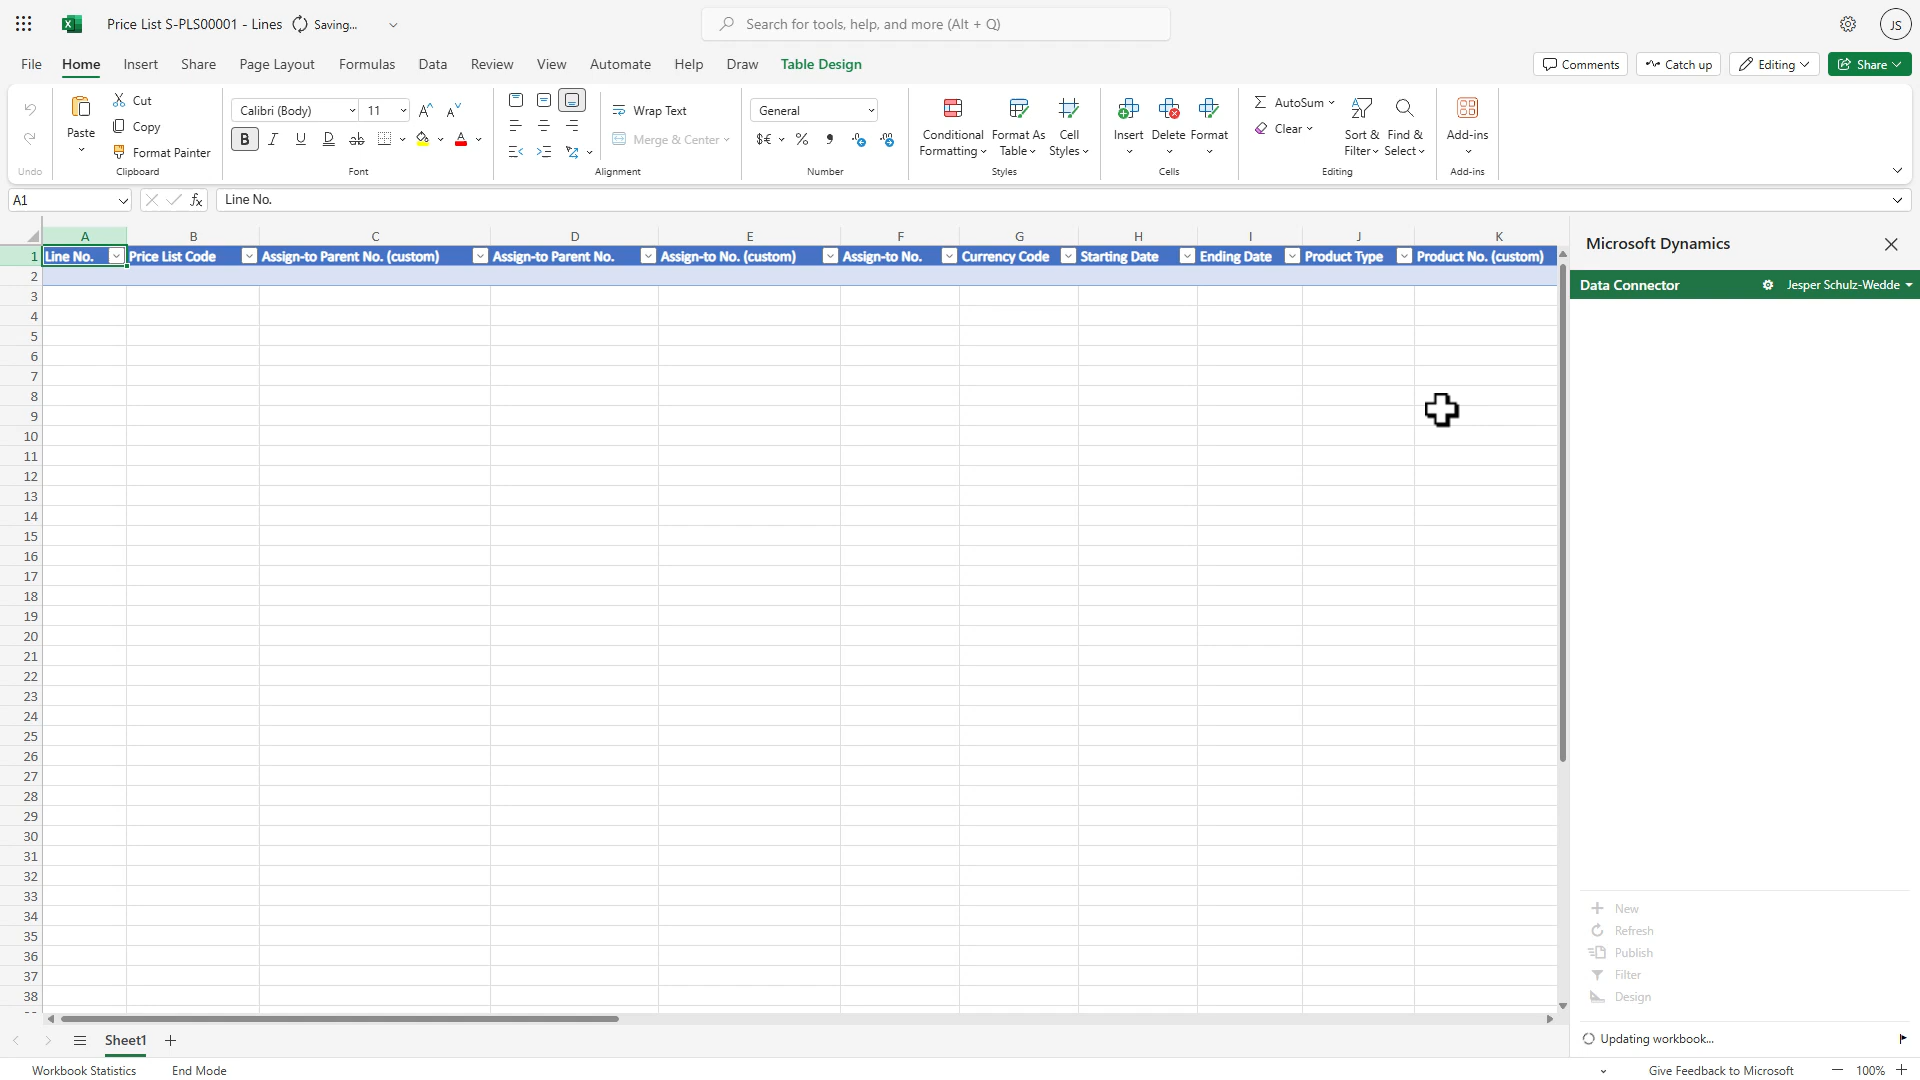 Price List S-PLS00001 - Lines Saving...
Search for tools, help, and more (Alt + Q)
JS
File Home Insert Share Page Layout Formulas Data Review View Automate Help Draw Table Design
Comments Catch up Editing Share
Paste
Cut
Copy
Format Painter
Undo
Clipboard
Calibri (Body) 11
B I U D ab A
Font
Wrap Text
Merge & Center
Alignment
General
$€ % 9
Number
Conditional Formatting
Format As Table
Cell Styles
Styles
Insert Delete Format
Cells
AutoSum
Clear
Sort & Filter
Find & Select
Editing
Add-ins
Add-ins
A1
fx
Line No.
A B C D E F G H I J K
1 Line No. Price List Code Assign-to Parent No. (custom) Assign-to Parent No. Assign-to No. (custom) Assign-to No. Currency Code Starting Date Ending Date Product Type Product No. (custom)
2
3
4
5
6
7
8
9
10
11
12
13
14
15
16
17
18
19
20
21
22
23
24
25
26
27
28
29
30
31
32
33
34
35
36
37
38
Microsoft Dynamics
Data Connector Jesper Schulz-Wedde
New
Refresh
Publish
Filter
Design
Updating workbook...
Sheet1
Workbook Statistics End Mode
Give Feedback to Microsoft 100%